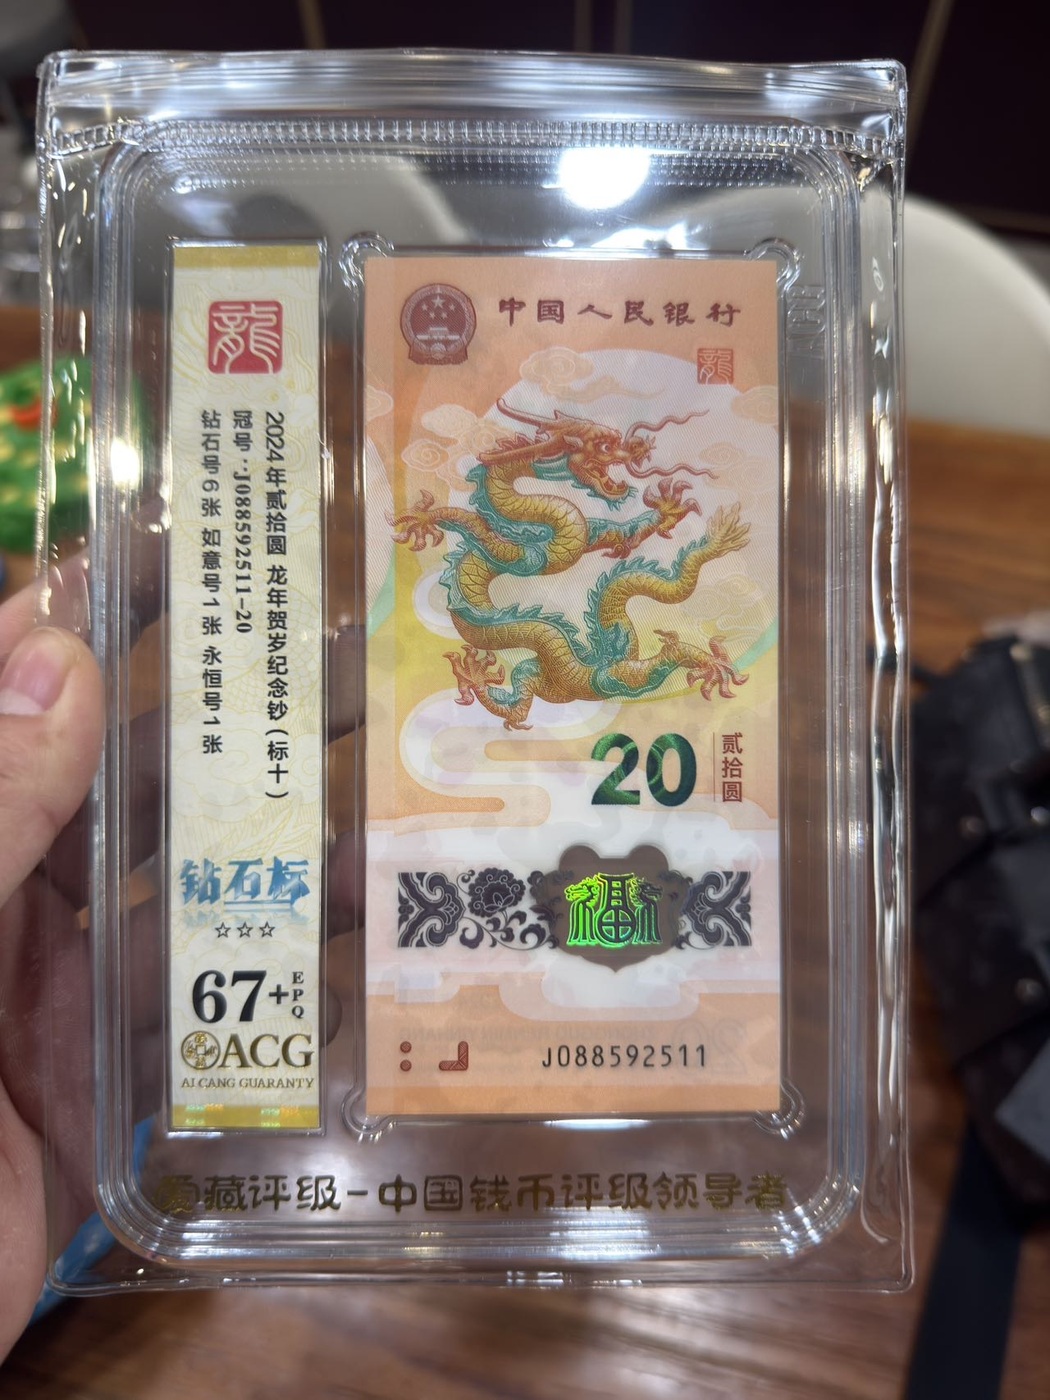 龍
2024年贰拾圆 龙年贺岁纪念钞(标十)
冠号:J088592511-20
钻石号6张 如意号1张 永恒号1张
钻石标
☆☆☆
67+EPQ
ACG
AI CANG GUARANTY
中国人民银行
龍
20
贰拾圆
福
J088592511
爱藏评级-中国钱币评级领导者